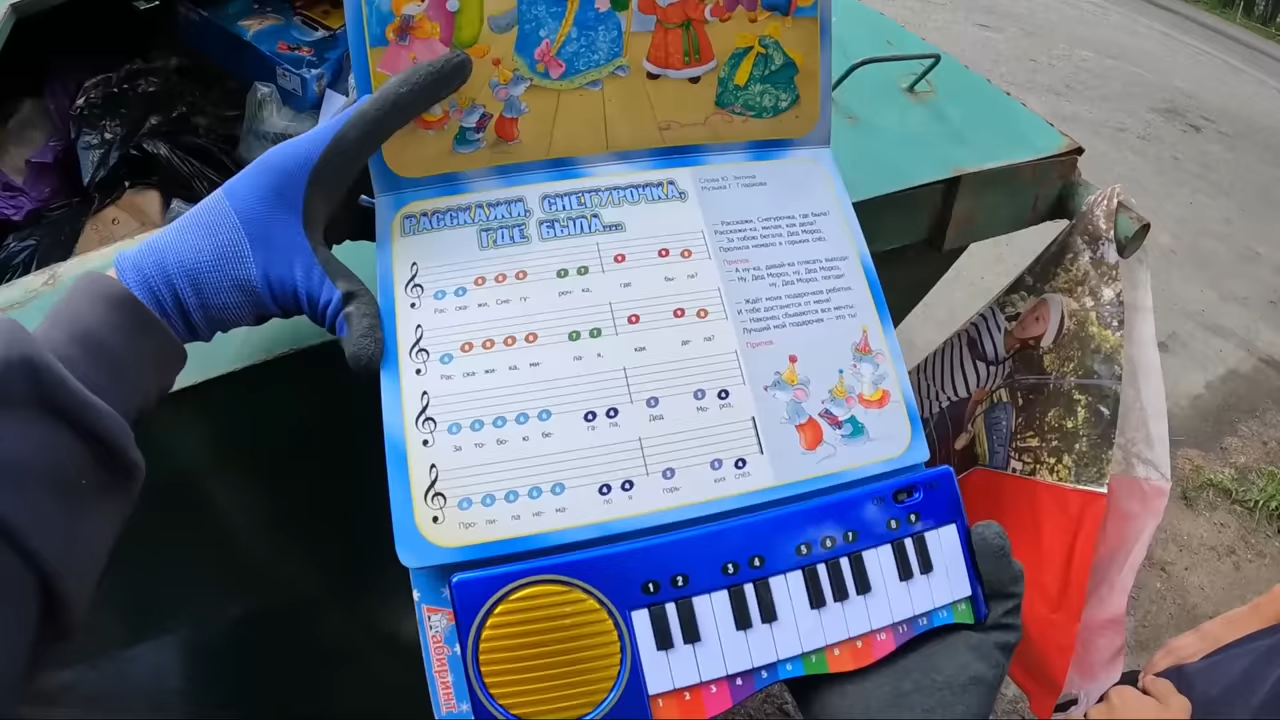 РАССКАЖИ, СНЕГУРОЧКА,
ГДЕ БЫЛА...
Слова Ю. Энтина
Музыка Г. Гладкова
Рас- ска- жи, Сне- гу- роч- ка, где бы- ла?
Рас- ска- жи- ка, ми- ла- я, как де- ла?
За то- бо- ю бе- га- ла, Дед Мо- роз,
Про- ли- ла не- ма- ло я горь- ких слёз.
— Расскажи, Снегурочка, где была?
Расскажи-ка, милая, как дела?
— За тобою бегала, Дед Мороз,
Пролила немало я горьких слёз.
Припев.
— А ну-ка, давай-ка плясать выходи!
— Ну, Дед Мороз, ну, Дед Мороз,
ну, Дед Мороз, погоди!
— Ждёт моих подарочков ребятня,
И тебе достанется от меня!
— Наконец сбываются все мечты:
Лучший мой подарочек — это ты!
Припев.
ON
1 2 3 4 5 6 7 8 9
1 2 3 4 5 6 7 8 9 10 11 12 13 14
Лабиринт